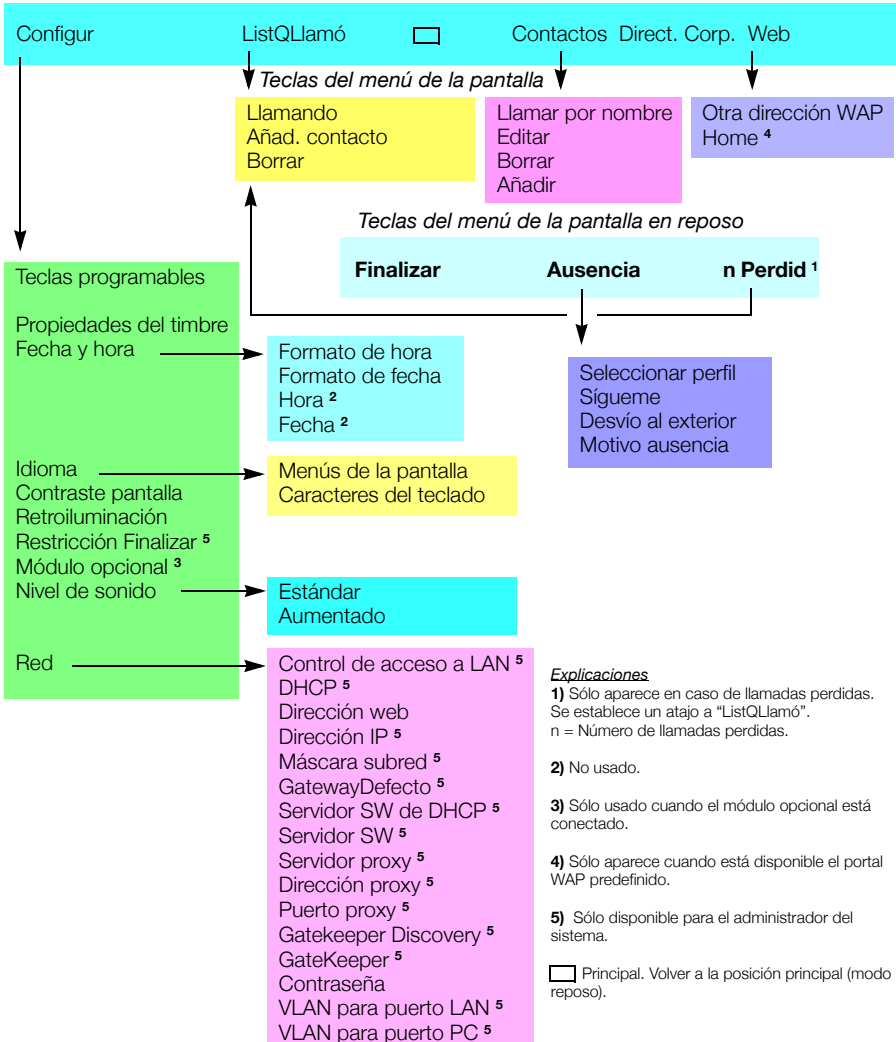 Configur ListQLlamó Contactos Direct. Corp. Web
Teclas del menú de la pantalla
Llamando
Añad. contacto
Borrar
Llamar por nombre
Editar
Borrar
Añadir
Otra dirección WAP
Home 4
Teclas del menú de la pantalla en reposo
Finalizar Ausencia n Perdid 1
Teclas programables
Propiedades del timbre
Fecha y hora
Formato de hora
Formato de fecha
Hora 2
Fecha 2
Seleccionar perfil
Sígueme
Desvío al exterior
Motivo ausencia
Idioma
Contraste pantalla
Retroiluminación
Restricción Finalizar 5
Módulo opcional 3
Nivel de sonido
Menús de la pantalla
Caracteres del teclado
Estándar
Aumentado
Red
Control de acceso a LAN 5
DHCP 5
Dirección web
Dirección IP 5
Máscara subred 5
GatewayDefecto 5
Servidor SW de DHCP 5
Servidor SW 5
Servidor proxy 5
Dirección proxy 5
Puerto proxy 5
Gatekeeper Discovery 5
GateKeeper 5
Contraseña
VLAN para puerto LAN 5
VLAN para puerto PC 5
Explicaciones
1) Sólo aparece en caso de llamadas perdidas.
Se establece un atajo a “ListQLlamó”.
n = Número de llamadas perdidas.
2) No usado.
3) Sólo usado cuando el módulo opcional está
conectado.
4) Sólo aparece cuando está disponible el portal
WAP predefinido.
5) Sólo disponible para el administrador del
sistema.
Principal. Volver a la posición principal (modo
reposo).